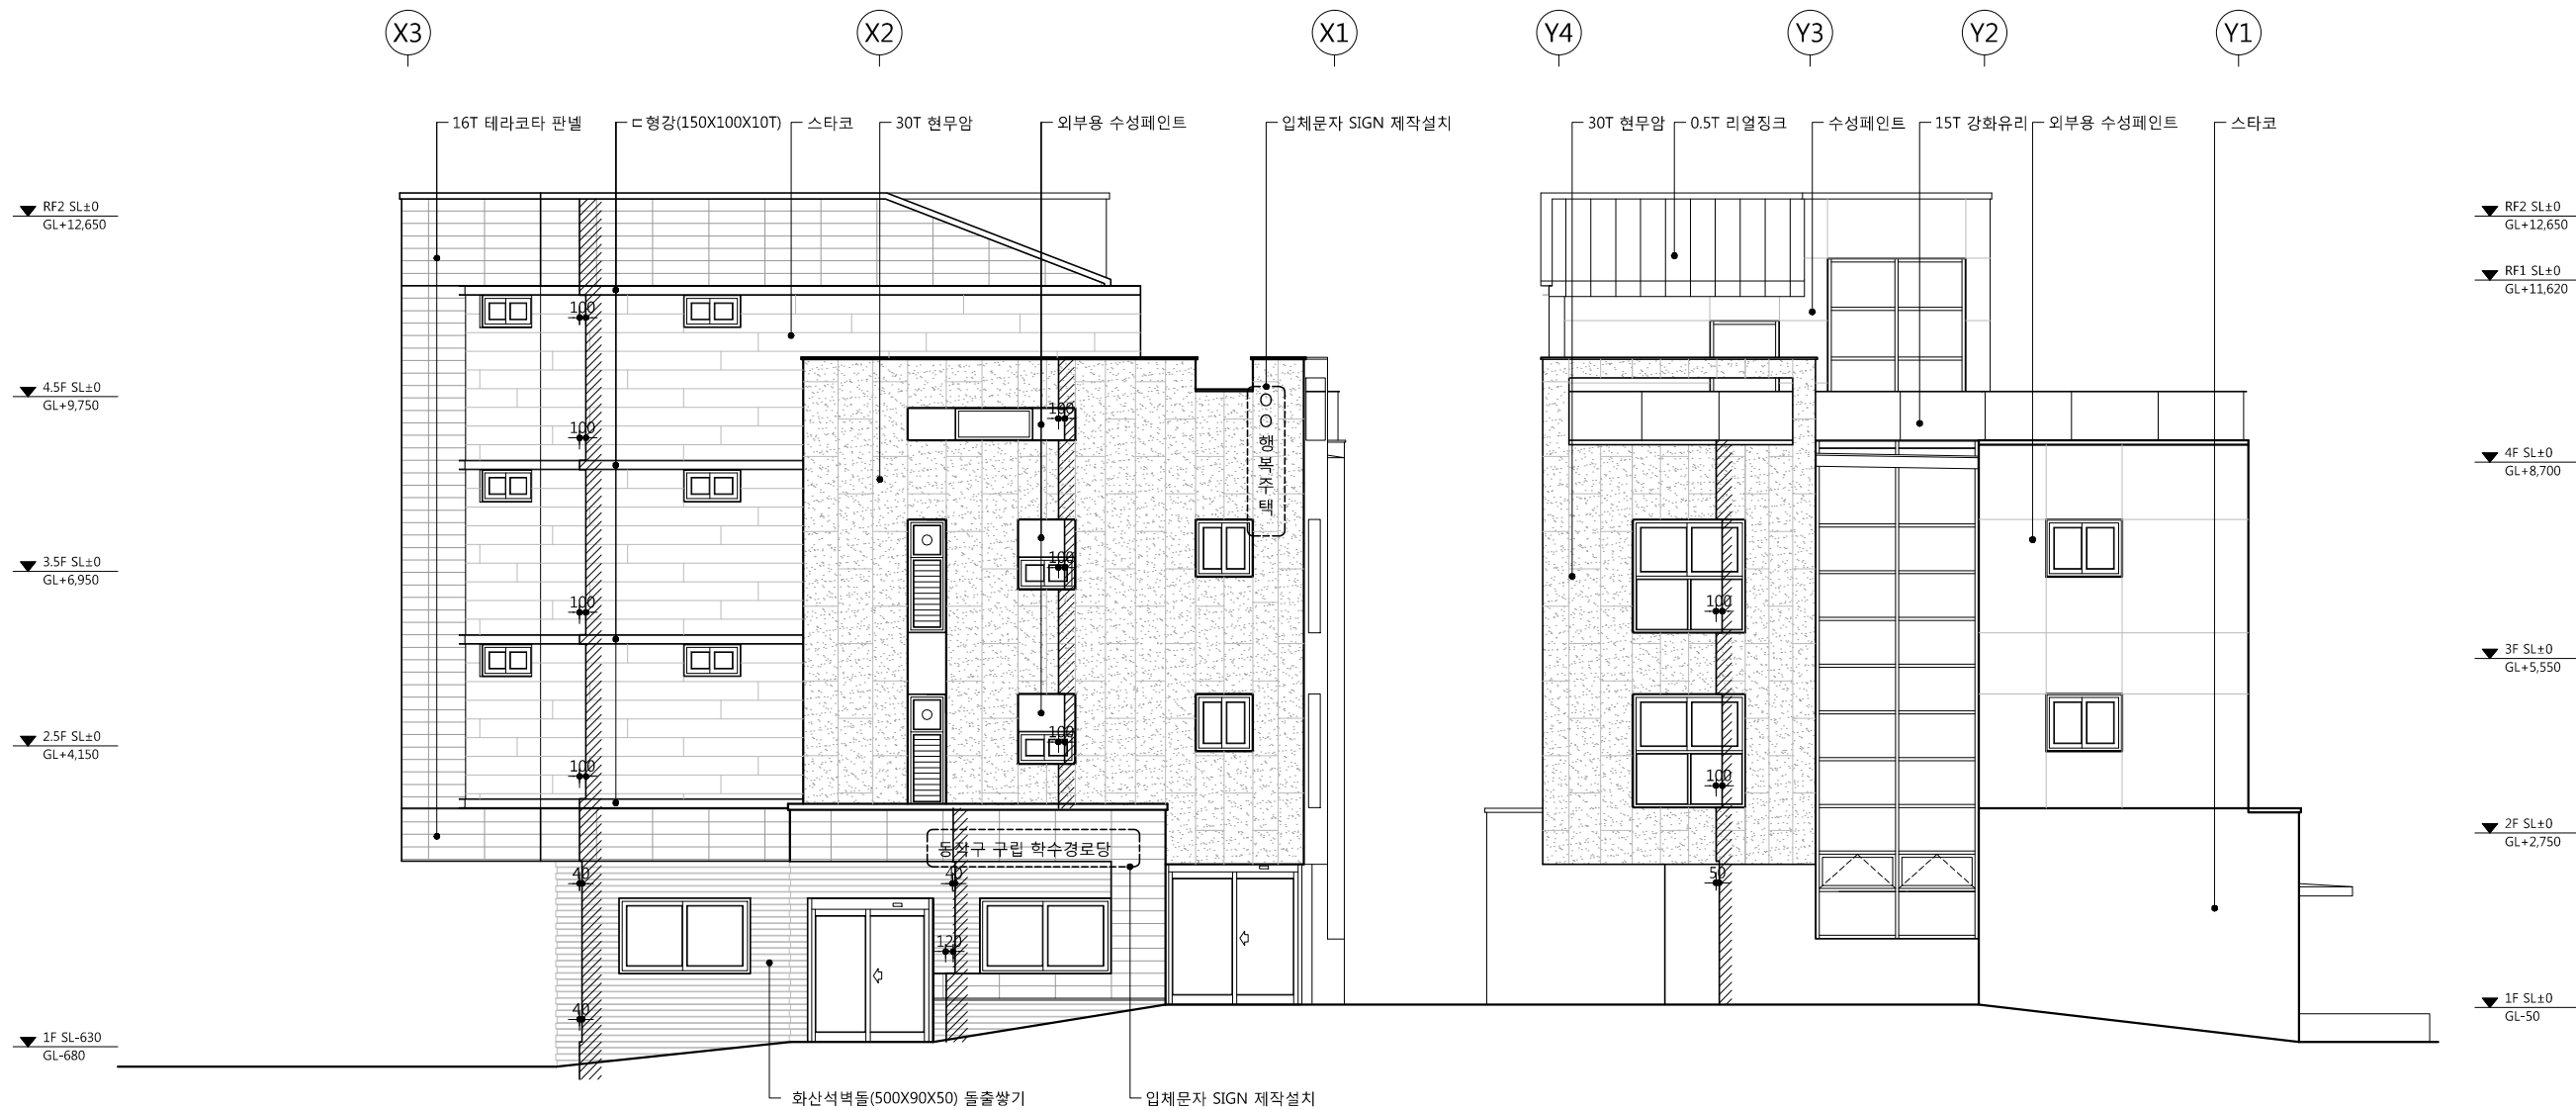 X3
X2
X1
Y4
Y3
Y2
Y1
16T 테라코타 판넬
ㄷ형강(150X100X10T)
스타코
30T 현무암
외부용 수성페인트
입체문자 SIGN 제작설치
30T 현무암
0.5T 리얼징크
수성페인트
15T 강화유리
외부용 수성페인트
스타코
RF2 SL±0
GL+12,650
4.5F SL±0
GL+9,750
3.5F SL±0
GL+6,950
2.5F SL±0
GL+4,150
1F SL-630
GL-680
100
100
100
100
40
40
100
100
100
40
120
OO행복주택
동작구 구립 학수경로당
화산석벽돌(500X90X50) 돌출쌓기
입체문자 SIGN 제작설치
100
100
50
RF2 SL±0
GL+12,650
RF1 SL±0
GL+11,620
4F SL±0
GL+8,700
3F SL±0
GL+5,550
2F SL±0
GL+2,750
1F SL±0
GL-50